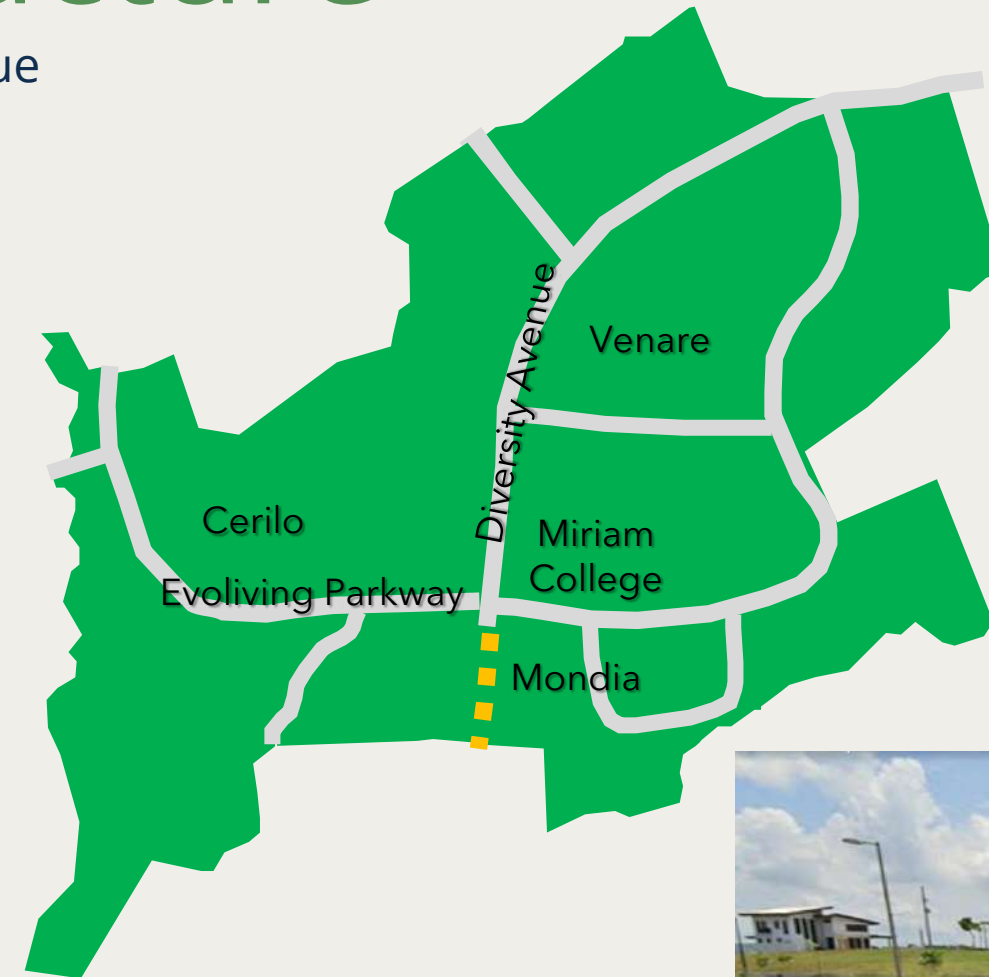 ue
Diversity Avenue
Venare
Cerilo
Miriam
College
Evoliving Parkway
Mondia